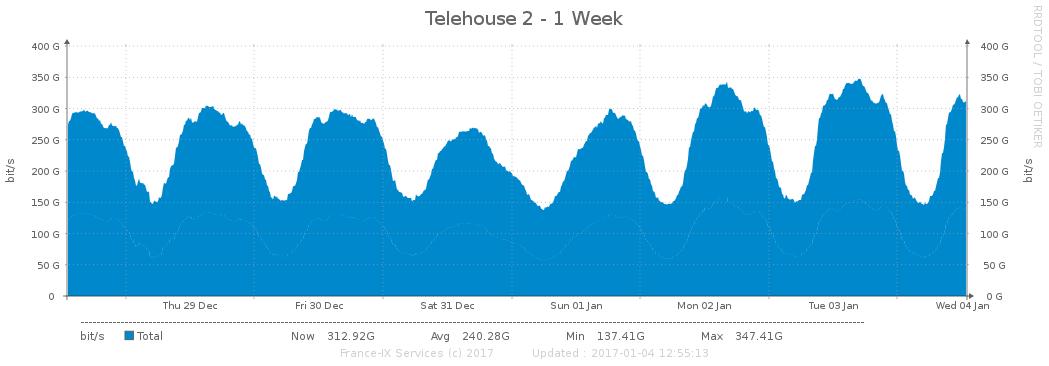 Telehouse 2 - 1 Week
RRDTOOL / TOBI OETIKER
400 G 400 G
350 G 350 G
300 G 300 G
250 G 250 G
200 G 200 G
150 G 150 G
100 G 100 G
50 G 50 G
0 0 G
bit/s
bit/s
Thu 29 Dec Fri 30 Dec Sat 31 Dec Sun 01 Jan Mon 02 Jan Tue 03 Jan Wed 04 Jan
bit/s Total Now 312.92G Avg 240.28G Min 137.41G Max 347.41G
France-IX Services (c) 2017 Updated : 2017-01-04 12:55:13